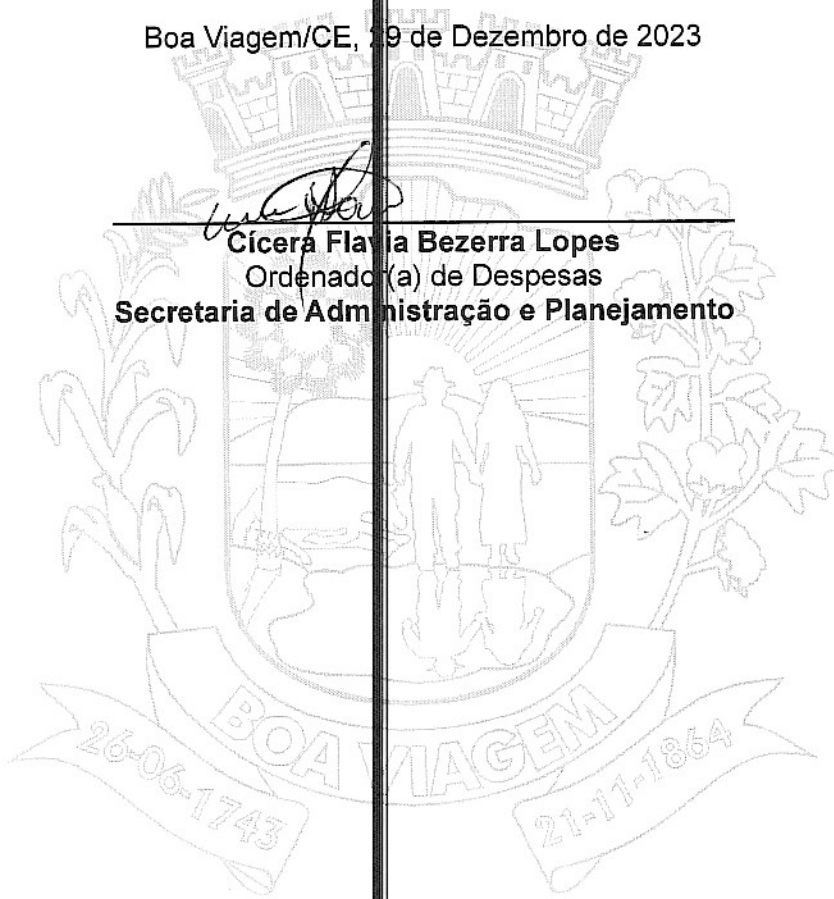 Boa Viagem/CE, 29 de Dezembro de 2023
Cícera Flavia Bezerra Lopes
Ordenador(a) de Despesas
Secretaria de Administração e Planejamento
BOA VIAGEM
26-06-1743
21-11-1864